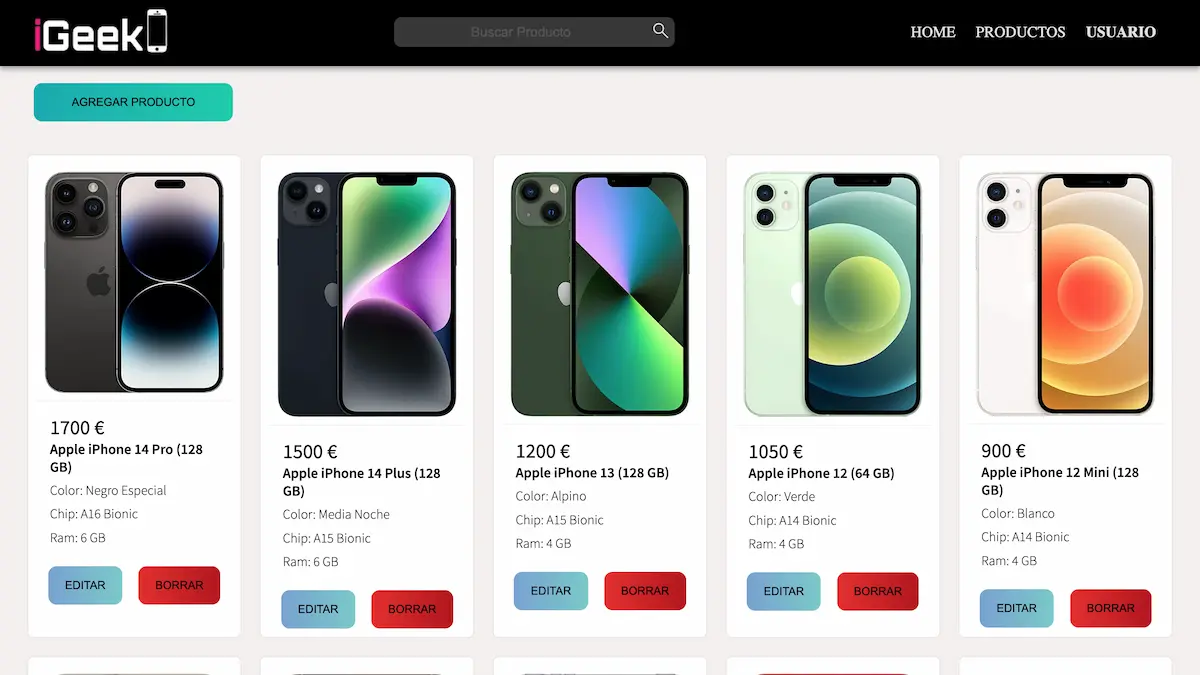 iGeek
Buscar Producto
HOME PRODUCTOS USUARIO
AGREGAR PRODUCTO
1700 €
Apple iPhone 14 Pro (128
GB)
Color: Negro Especial
Chip: A16 Bionic
Ram: 6 GB
EDITAR BORRAR
1500 €
Apple iPhone 14 Plus (128
GB)
Color: Media Noche
Chip: A15 Bionic
Ram: 6 GB
EDITAR BORRAR
1200 €
Apple iPhone 13 (128 GB)
Color: Alpino
Chip: A15 Bionic
Ram: 4 GB
EDITAR BORRAR
1050 €
Apple iPhone 12 (64 GB)
Color: Verde
Chip: A14 Bionic
Ram: 4 GB
EDITAR BORRAR
900 €
Apple iPhone 12 Mini (128
GB)
Color: Blanco
Chip: A14 Bionic
Ram: 4 GB
EDITAR BORRAR